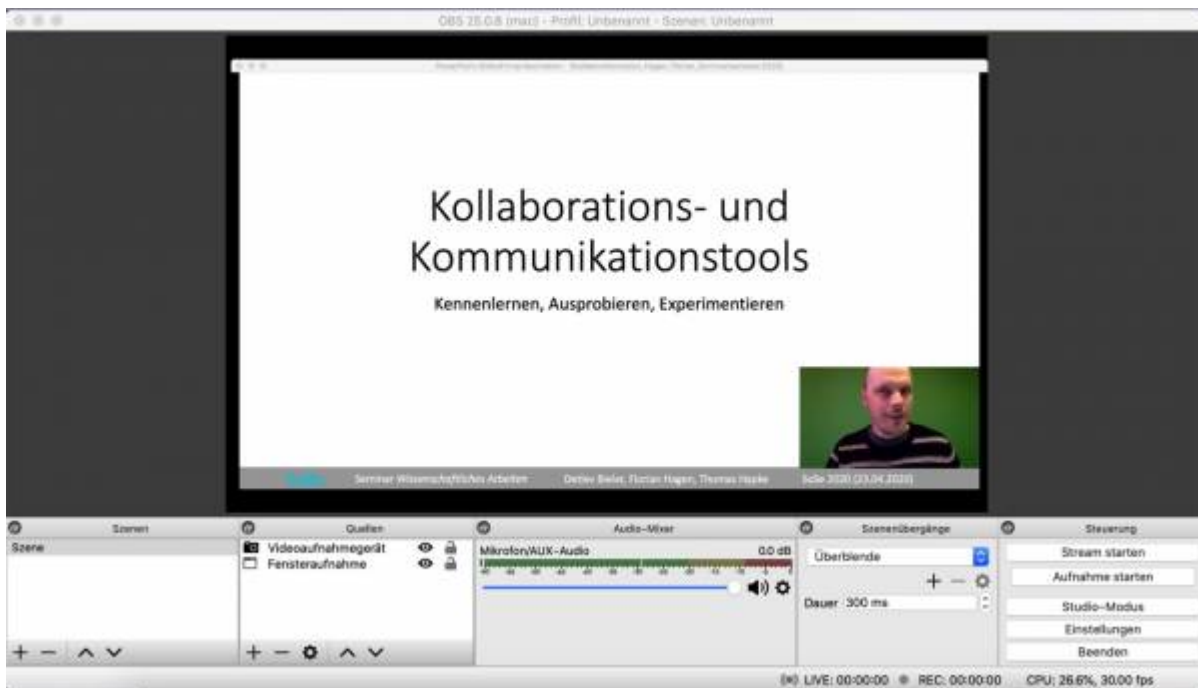 OBS 25.0.8 (mac) - Profil: Unbenannt - Szenen: Unbenannt
Kollaborations- und
Kommunikationstools
Kennenlernen, Ausprobieren, Experimentieren
Seminar Wissenschaftliches Arbeiten
Detlev Bieler, Florian Hagen, Thomas Hapke
SoSe 2020 (23.04.2020)
Szenen
Szene
Quellen
Videoaufnahmegerät
Fensteraufnahme
Audio-Mixer
Mikrofon/AUX-Audio 0.0 dB
Szenenübergänge
Überblende
Dauer 300 ms
Steuerung
Stream starten
Aufnahme starten
Studio-Modus
Einstellungen
Beenden
LIVE: 00:00:00 REC: 00:00:00 CPU: 26.6%, 30.00 fps